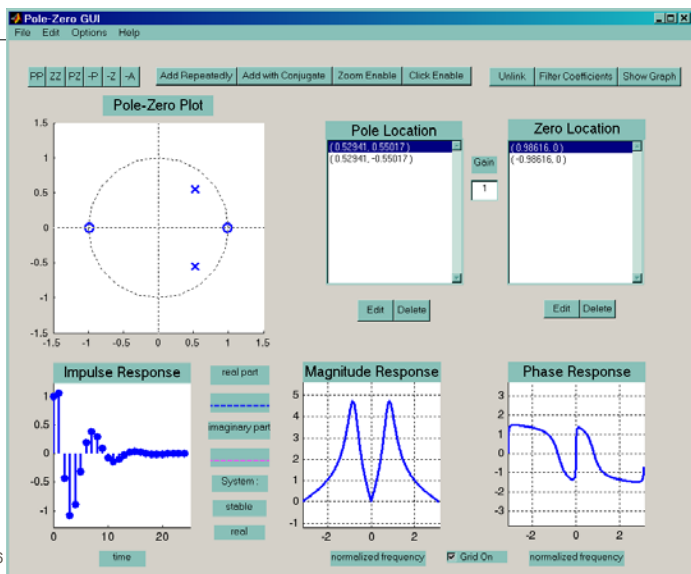 Pole-Zero GUI
File Edit Options Help
PP ZZ PZ -P -Z -A Add Repeatedly Add with Conjugate Zoom Enable Click Enable Unlink Filter Coefficients Show Graph
Pole-Zero Plot
1.5
1
0.5
0
-0.5
-1
-1.5
-1.5 -1 -0.5 0 0.5 1 1.5
Pole Location
( 0.52941, 0.55017 )
( 0.52941, -0.55017 )
Edit Delete
Gain
1
Zero Location
( 0.98616, 0 )
( -0.98616, 0 )
Edit Delete
Impulse Response
1
0.5
0
-0.5
-1
0 10 20
time
real part
imaginary part
System :
stable
real
Magnitude Response
5
4
3
2
1
0
-1
-2 0 2
normalized frequency
Grid On
Phase Response
3
2
1
0
-1
-2
-3
-2 0 2
normalized frequency
6